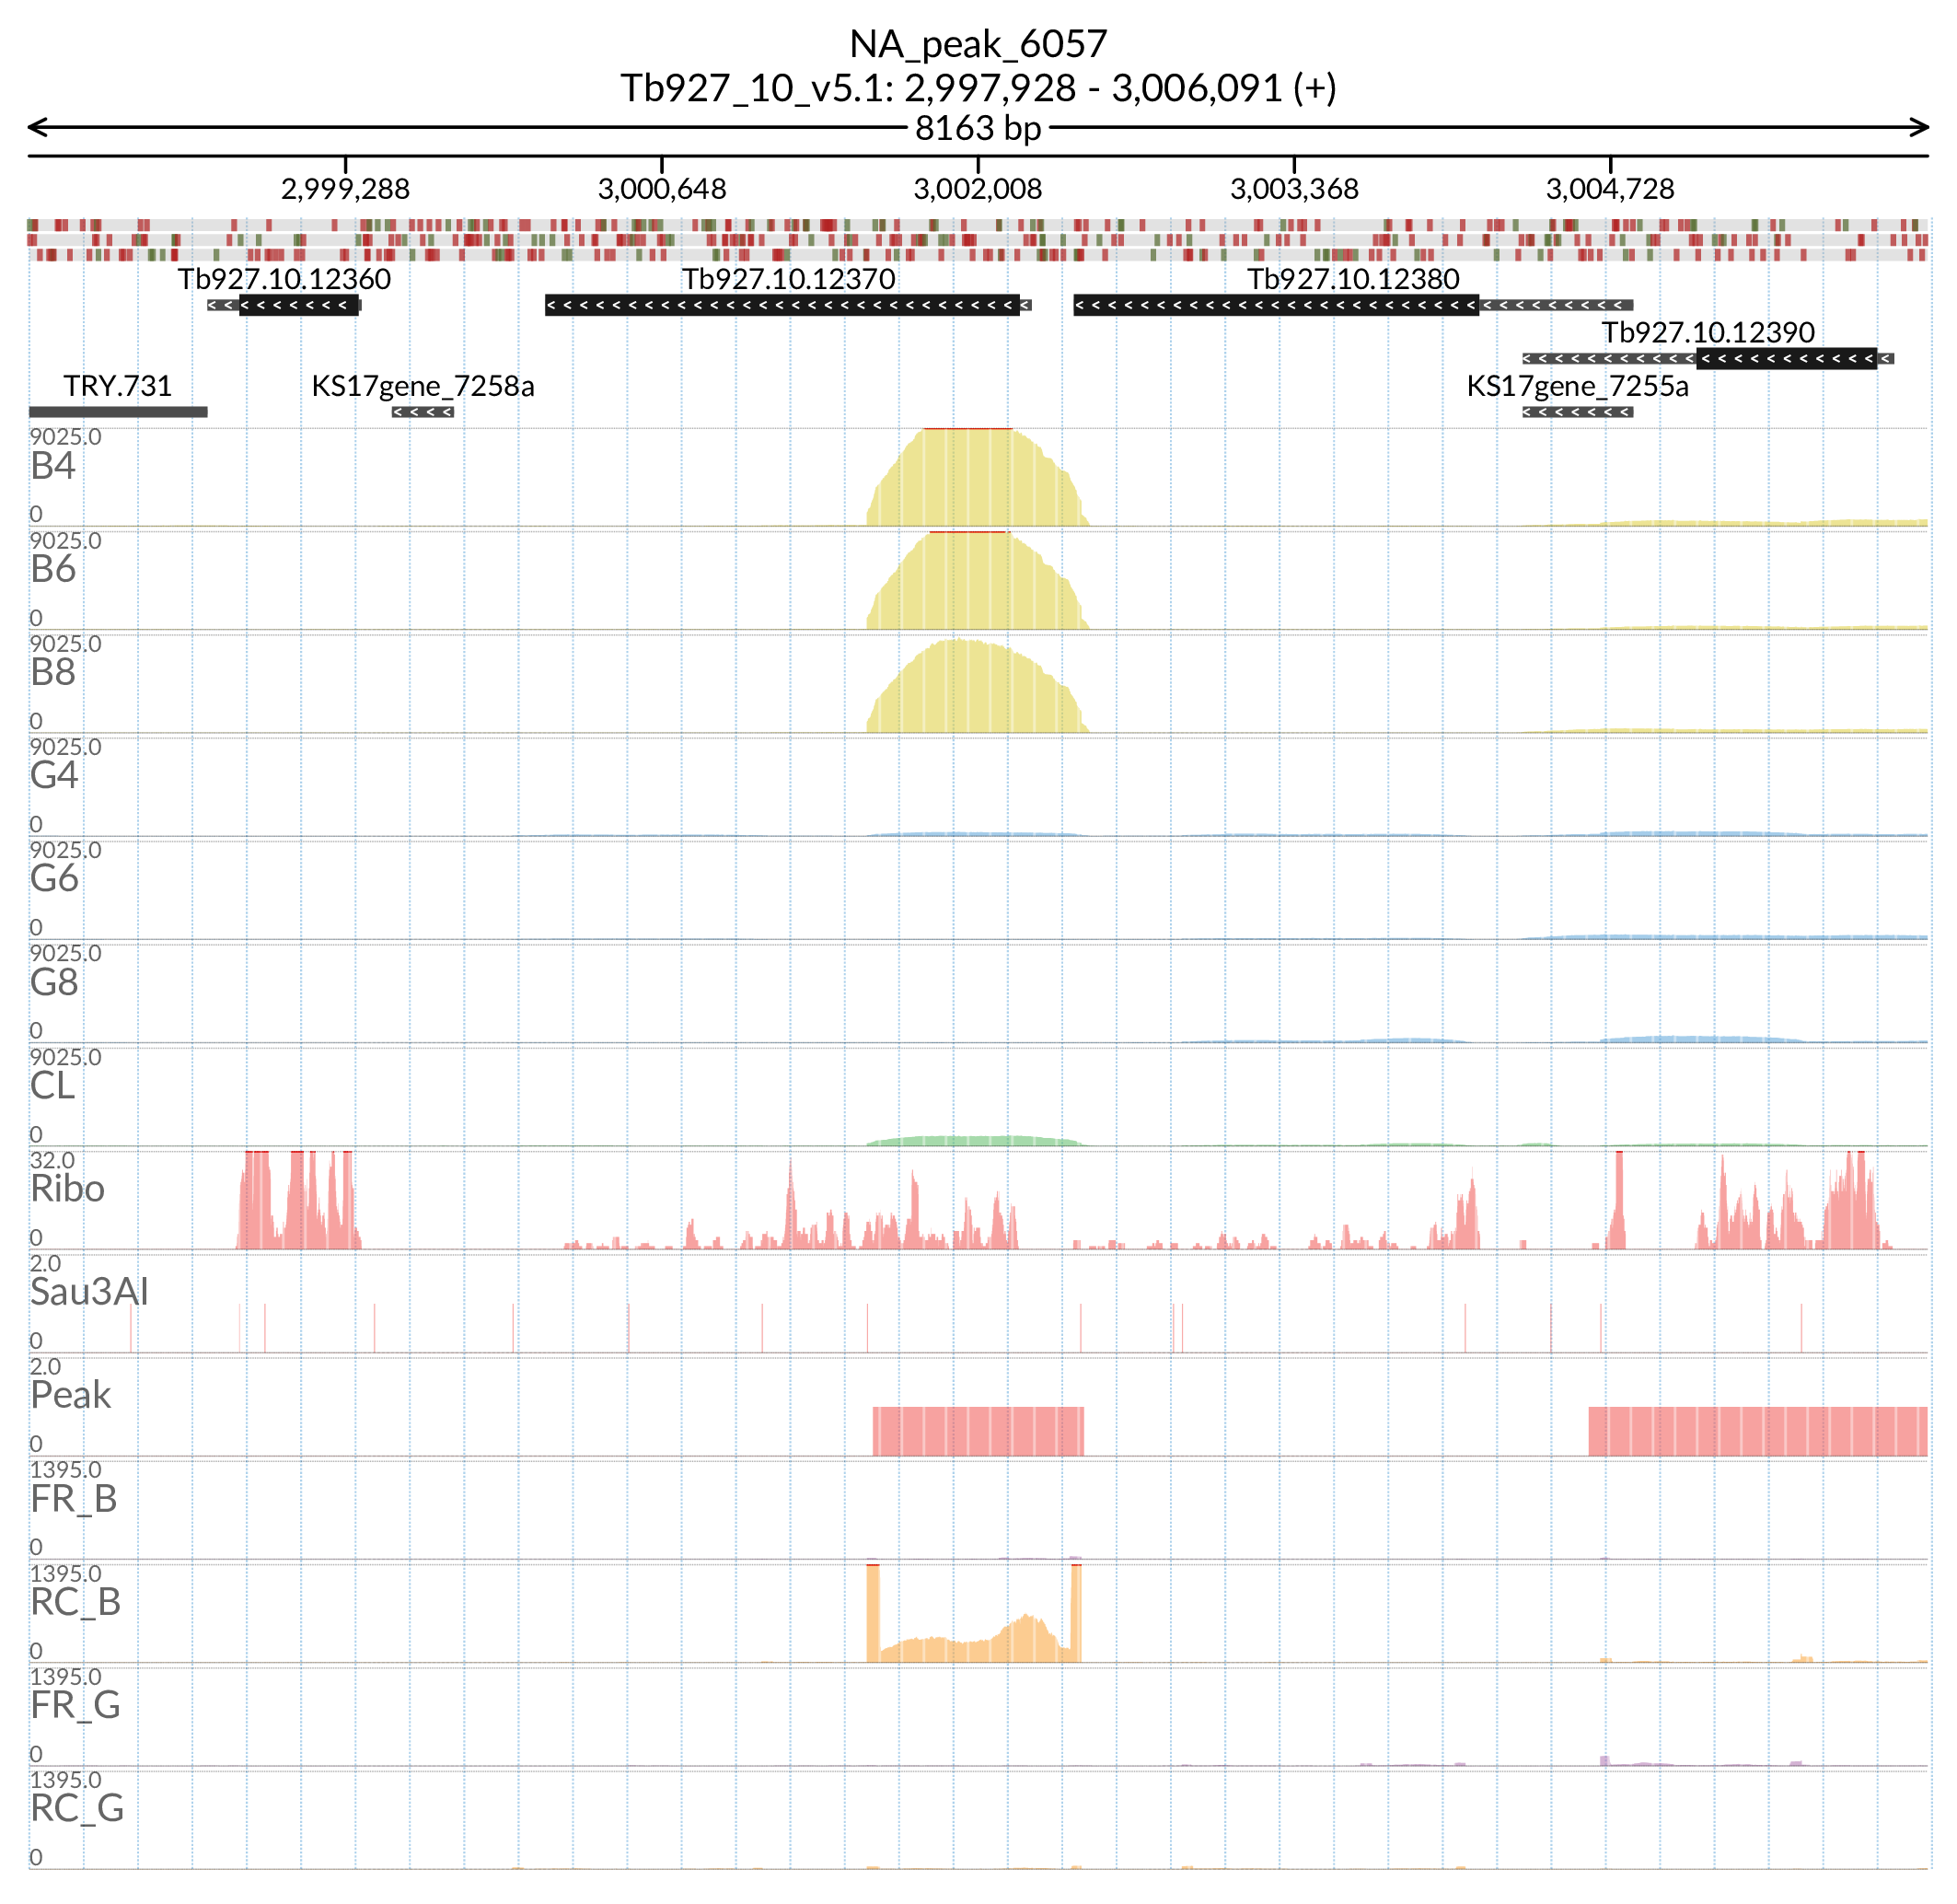 NA_peak_6057
Tb927_10_v5.1: 2,997,928 - 3,006,091 (+)
8163 bp
2,999,288 3,000,648 3,002,008 3,003,368 3,004,728
Tb927.10.12360 Tb927.10.12370 Tb927.10.12380
Tb927.10.12390
TRY.731 KS17gene_7258a KS17gene_7255a
9025.0
B4
0
9025.0
B6
0
9025.0
B8
0
9025.0
G4
0
9025.0
G6
0
9025.0
G8
0
9025.0
CL
0
32.0
Ribo
0
2.0
Sau3AI
0
2.0
Peak
0
1395.0
FR_B
0
1395.0
RC_B
0
1395.0
FR_G
0
1395.0
RC_G
0